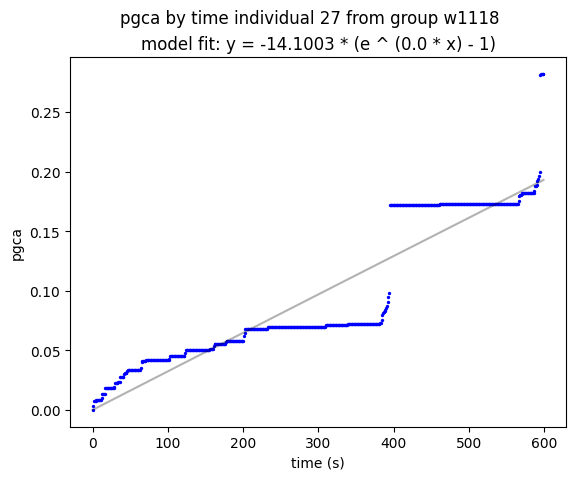 pgca by time individual 27 from group w1118
model fit: y = -14.1003 * (e ^ (0.0 * x) - 1)
pgca
0.25
0.20
0.15
0.10
0.05
0.00
0 100 200 300 400 500 600
time (s)